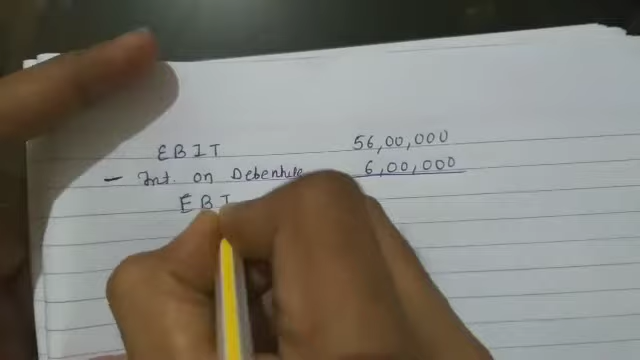 EBIT 56,00,000
- Int. on Debenture 6,00,000
EBT